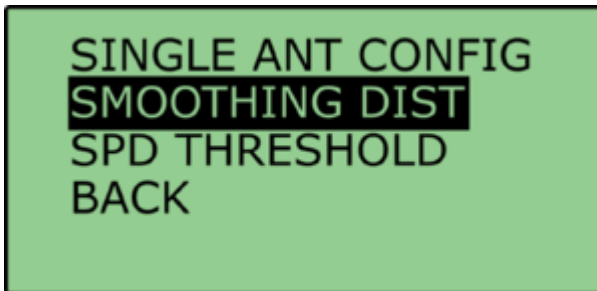 SINGLE ANT CONFIG
SMOOTHING DIST
SPD THRESHOLD
BACK